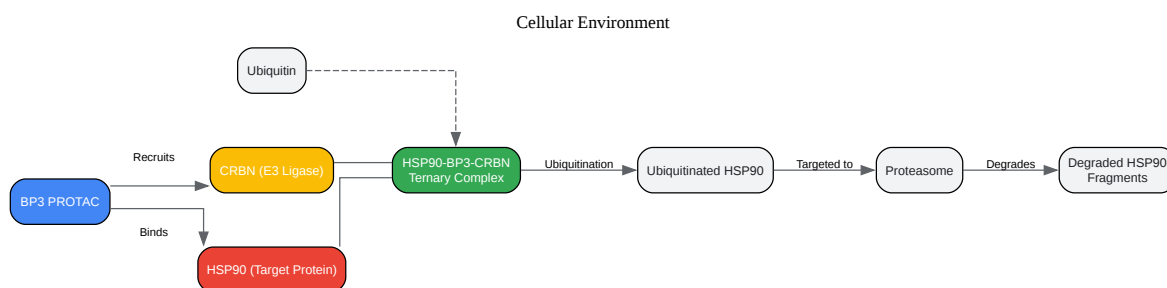 Cellular Environment
Ubiquitin
Recruits
CRBN (E3 Ligase)
HSP90-BP3-CRBN
Ternary Complex
Ubiquitination
Ubiquitinated HSP90
Targeted to
Proteasome
Degrades
Degraded HSP90
Fragments
BP3 PROTAC
Binds
HSP90 (Target Protein)